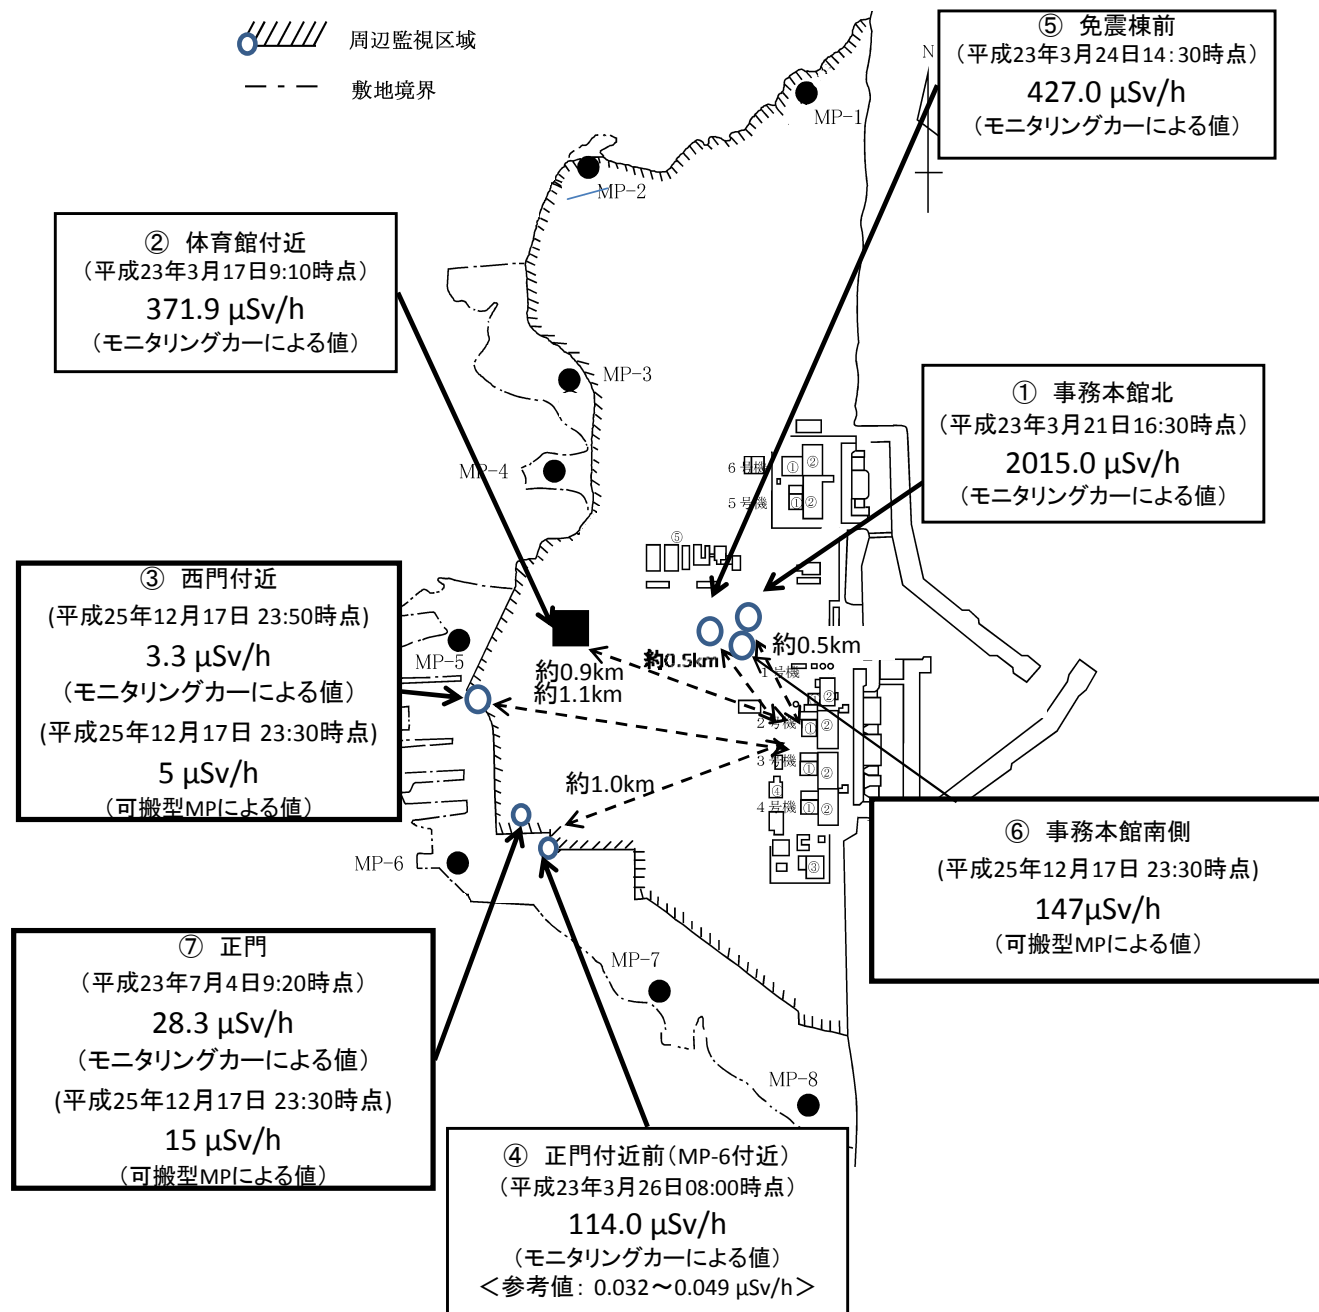 周辺監視区域
敷地境界
⑤ 免震棟前
(平成23年3月24日14:30時点)
427.0 μSv/h
(モニタリングカーによる値)
N
MP-1
MP-2
② 体育館付近
(平成23年3月17日9:10時点)
371.9 μSv/h
(モニタリングカーによる値)
MP-3
① 事務本館北
(平成23年3月21日16:30時点)
2015.0 μSv/h
(モニタリングカーによる値)
MP-4
6号機
①
②
5号機
①
②
⑤
③ 西門付近
(平成25年12月17日 23:50時点)
3.3 μSv/h
(モニタリングカーによる値)
(平成25年12月17日 23:30時点)
5 μSv/h
(可搬型MPによる値)
MP-5
約0.9km
約1.1km
約0.5km
約0.5km
1号機
②
2号機
①
②
3号機
①
②
約1.0km
④
4号機
①
②
③
MP-6
⑥ 事務本館南側
(平成25年12月17日 23:30時点)
147μSv/h
(可搬型MPによる値)
⑦ 正門
(平成23年7月4日9:20時点)
28.3 μSv/h
(モニタリングカーによる値)
(平成25年12月17日 23:30時点)
15 μSv/h
(可搬型MPによる値)
MP-7
MP-8
④ 正門付近前(MP-6付近)
(平成23年3月26日08:00時点)
114.0 μSv/h
(モニタリングカーによる値)
<参考値: 0.032～0.049 μSv/h>